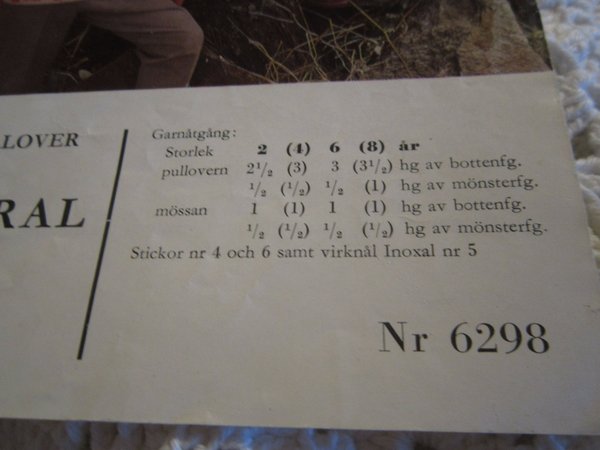 LLOVER
RAL
Garnåtgång:
Storlek 2 (4) 6 (8) år
pullovern 2½ (3) 3 (3½) hg av bottenfg.
½ (½) ½ (1) hg av mönsterfg.
mössan 1 (1) 1 (1) hg av bottenfg.
½ (½) ½ (½) hg av mönsterfg.
Stickor nr 4 och 6 samt virknål Inoxal nr 5
Nr 6298